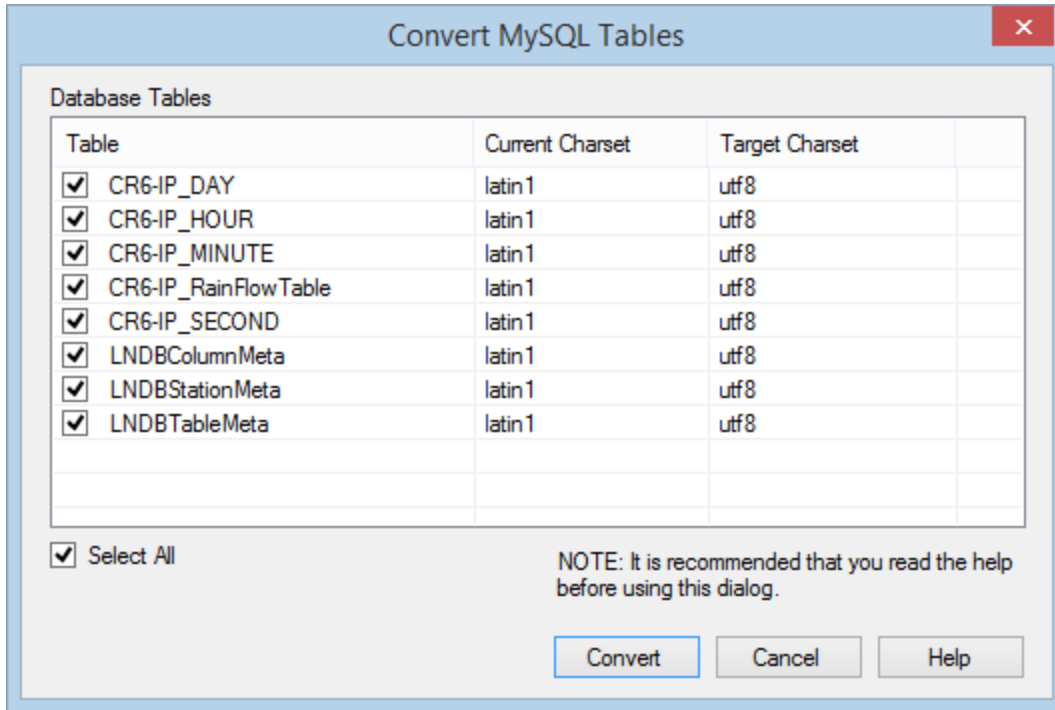 Convert MySQL Tables
Database Tables
Table Current Charset Target Charset
CR6-IP_DAY latin1 utf8
CR6-IP_HOUR latin1 utf8
CR6-IP_MINUTE latin1 utf8
CR6-IP_RainFlowTable latin1 utf8
CR6-IP_SECOND latin1 utf8
LNDBColumnMeta latin1 utf8
LNDBStationMeta latin1 utf8
LNDBTableMeta latin1 utf8
Select All
NOTE: It is recommended that you read the help
before using this dialog.
Convert Cancel Help